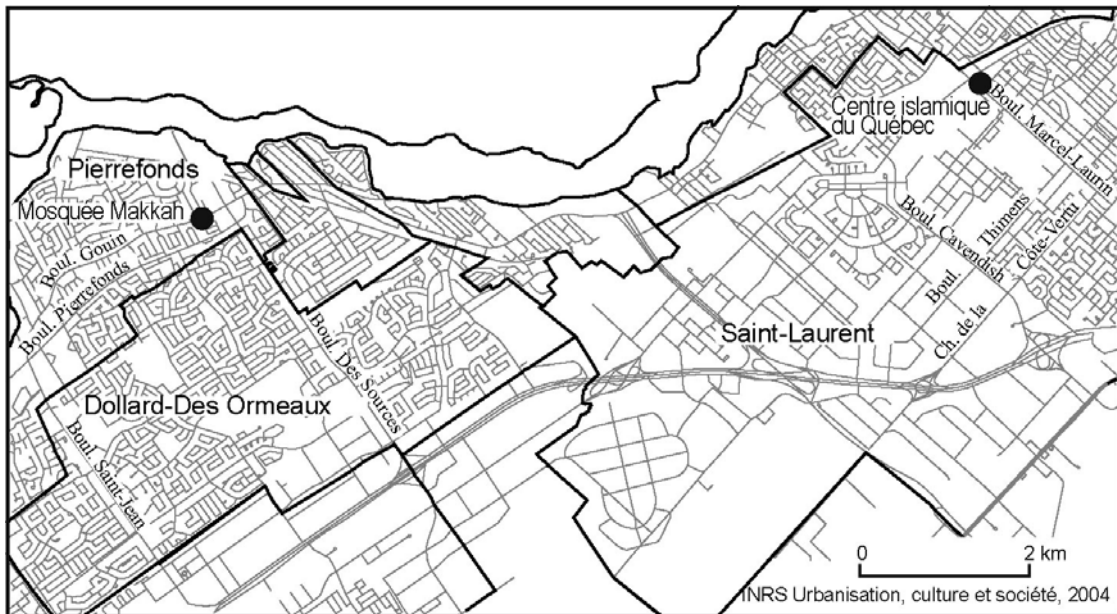 Pierrefonds
Mosquée Makkah
Boul. Gouin
Boul. Pierrefonds
Dollard-Des Ormeaux
Boul. Des Sources
Boul. Saint-Jean
Centre islamique
du Québec
Boul. Marcel-Laurin
Boul. Cavendish
Boul. Thimens
Ch. de la Côte-Vertu
Saint-Laurent
0 2 km
INRS Urbanisation, culture et société, 2004